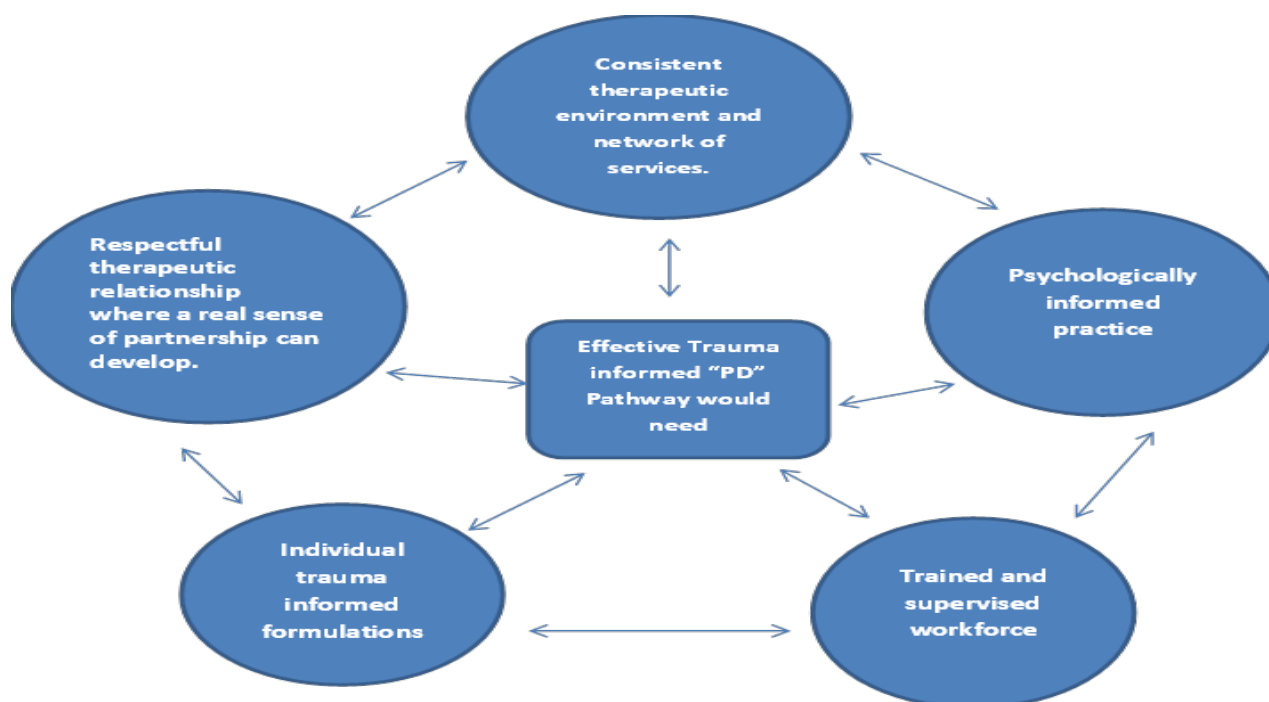 Consistent
therapeutic
environment and
network of
services.
Respectful
therapeutic
relationship
where a real sense
of partnership can
develop.
Psychologically
informed
practice
Effective Trauma
informed “PD”
Pathway would
need
Individual
trauma
informed
formulations
Trained and
supervised
workforce